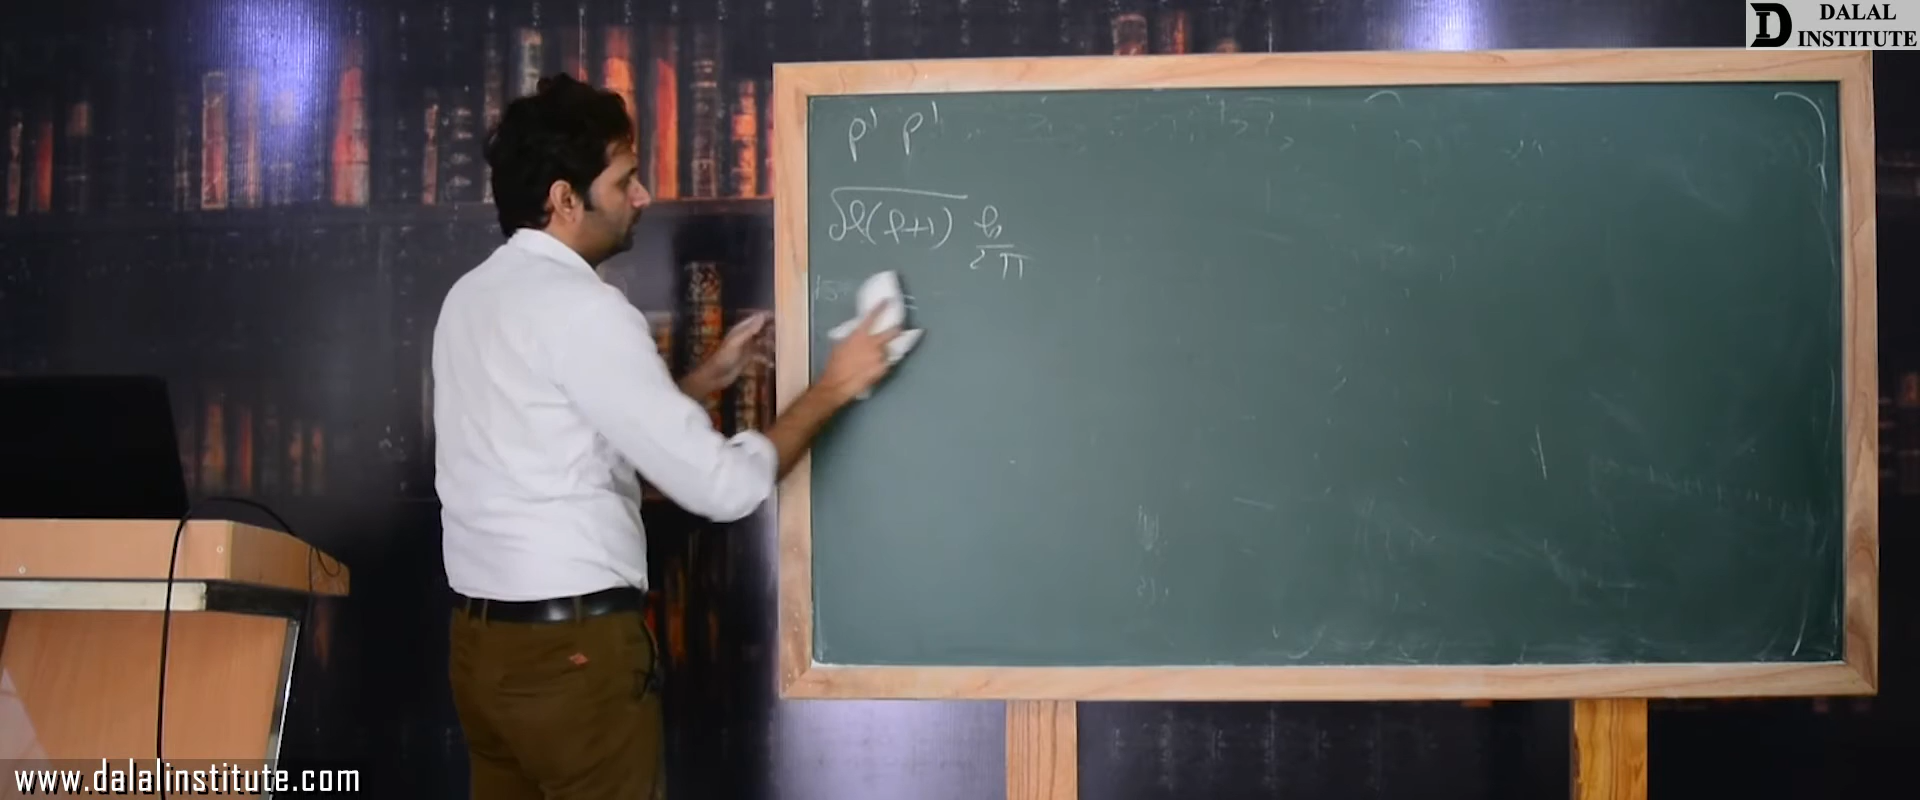 DALAL
INSTITUTE
p¹ p¹
√l(l+1) h/2π
www.dalalinstitute.com